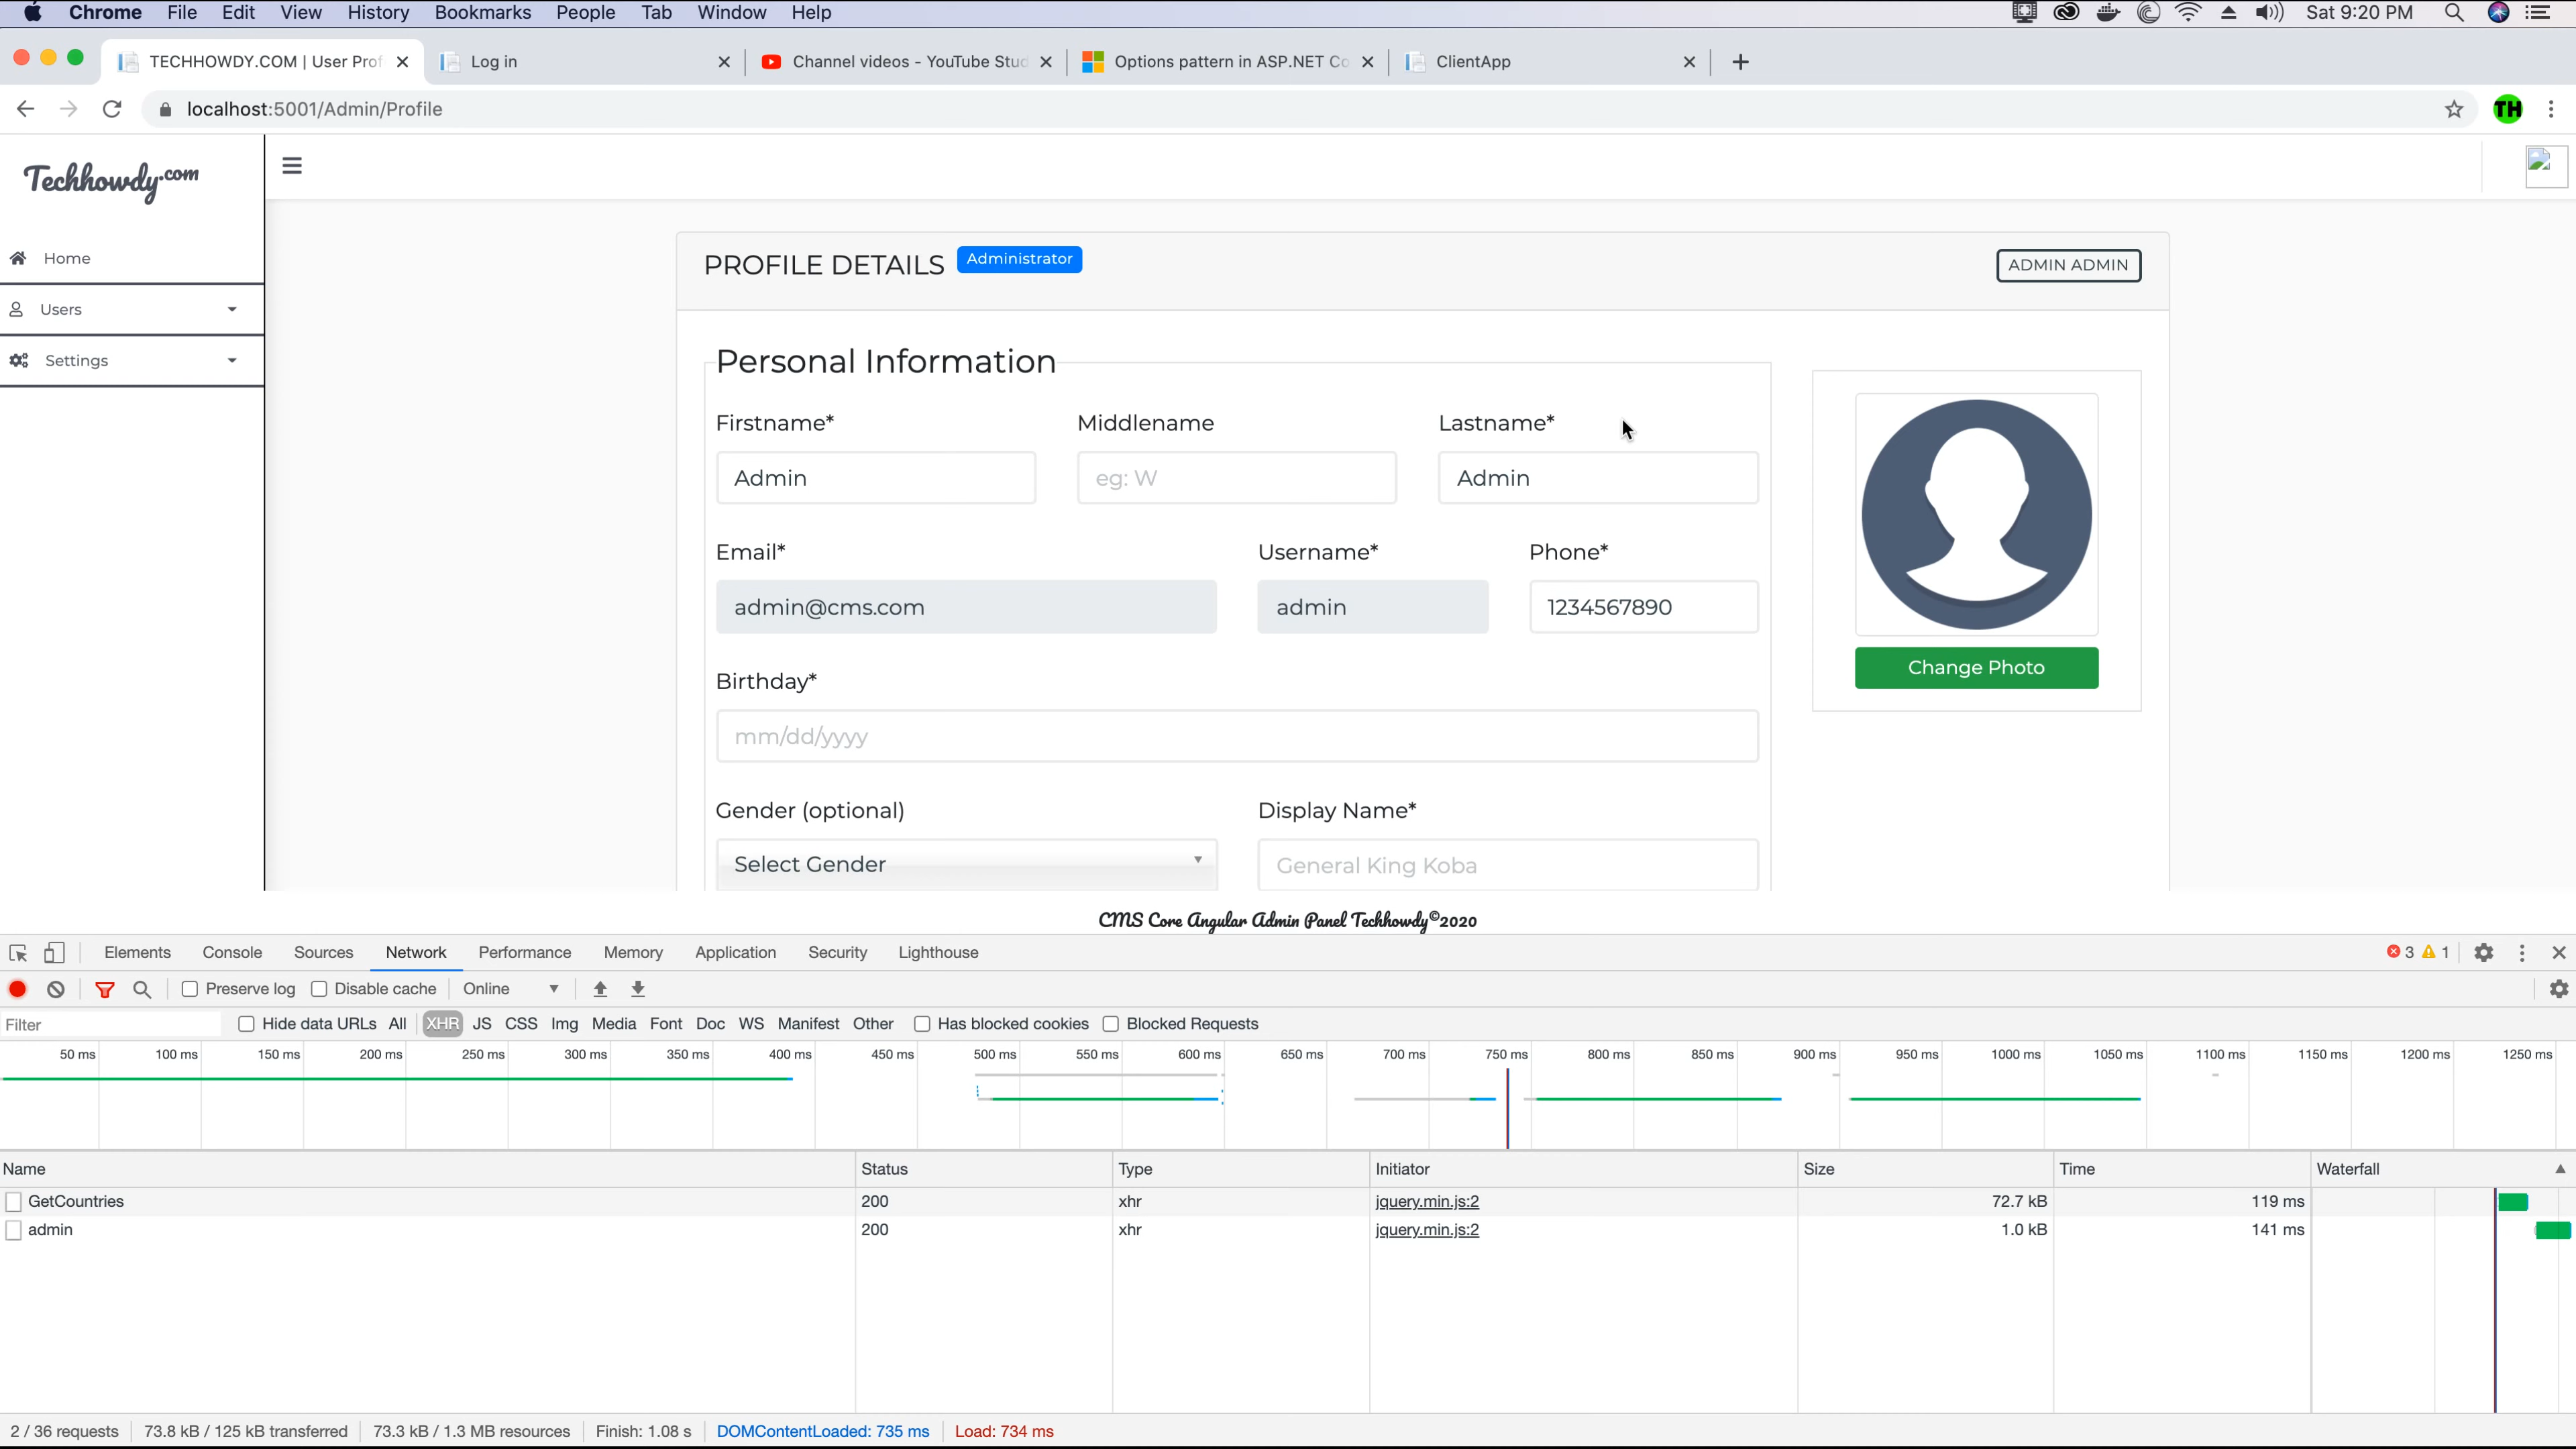 Chrome File Edit View History Bookmarks People Tab Window Help Sat 9:20 PM
TECHHOWDY.COM | User Prof Log in Channel videos - YouTube Stud Options pattern in ASP.NET Co ClientApp
localhost:5001/Admin/Profile TH
Techhowdy.com
Home
Users
Settings
PROFILE DETAILS Administrator ADMIN ADMIN
Personal Information
Firstname* Middlename Lastname*
Admin eg: W Admin
Email* Username* Phone*
admin@cms.com admin 1234567890
Change Photo
Birthday*
mm/dd/yyyy
Gender (optional) Display Name*
Select Gender General King Koba
CMS Core Angular Admin Panel Techhowdy©2020
Elements Console Sources Network Performance Memory Application Security Lighthouse 3 1
Preserve log Disable cache Online
Filter Hide data URLs All XHR JS CSS Img Media Font Doc WS Manifest Other Has blocked cookies Blocked Requests
50 ms 100 ms 150 ms 200 ms 250 ms 300 ms 350 ms 400 ms 450 ms 500 ms 550 ms 600 ms 650 ms 700 ms 750 ms 800 ms 850 ms 900 ms 950 ms 1000 ms 1050 ms 1100 ms 1150 ms 1200 ms 1250 ms
Name Status Type Initiator Size Time Waterfall
GetCountries 200 xhr jquery.min.js:2 72.7 kB 119 ms
admin 200 xhr jquery.min.js:2 1.0 kB 141 ms
2 / 36 requests 73.8 kB / 125 kB transferred 73.3 kB / 1.3 MB resources Finish: 1.08 s DOMContentLoaded: 735 ms Load: 734 ms